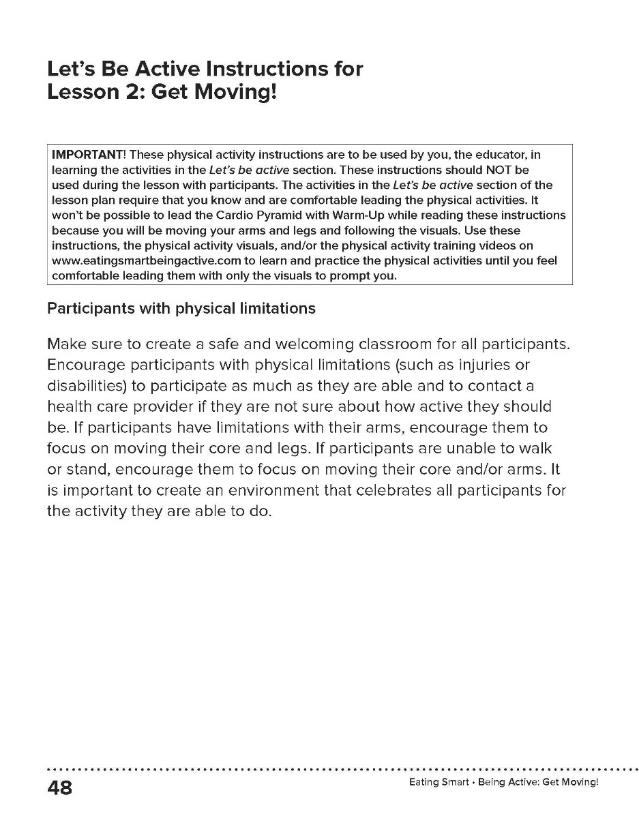 Let's Be Active Instructions for
Lesson 2: Get Moving!
IMPORTANT! These physical activity instructions are to be used by you, the educator, in
learning the activities in the Let's be active section. These instructions should NOT be
used during the lesson with participants. The activities in the Let's be active section of the
lesson plan require that you know and are comfortable leading the physical activities. It
won't be possible to lead the Cardio Pyramid with Warm-Up while reading these instructions
because you will be moving your arms and legs and following the visuals. Use these
instructions, the physical activity visuals, and/or the physical activity training videos on
www.eatingsmartbeingactive.com to learn and practice the physical activities until you feel
comfortable leading them with only the visuals to prompt you.
Participants with physical limitations
Make sure to create a safe and welcoming classroom for all participants.
Encourage participants with physical limitations (such as injuries or
disabilities) to participate as much as they are able and to contact a
health care provider if they are not sure about how active they should
be. If participants have limitations with their arms, encourage them to
focus on moving their core and legs. If participants are unable to walk
or stand, encourage them to focus on moving their core and/or arms. It
is important to create an environment that celebrates all participants for
the activity they are able to do.
48
Eating Smart • Being Active: Get Moving!